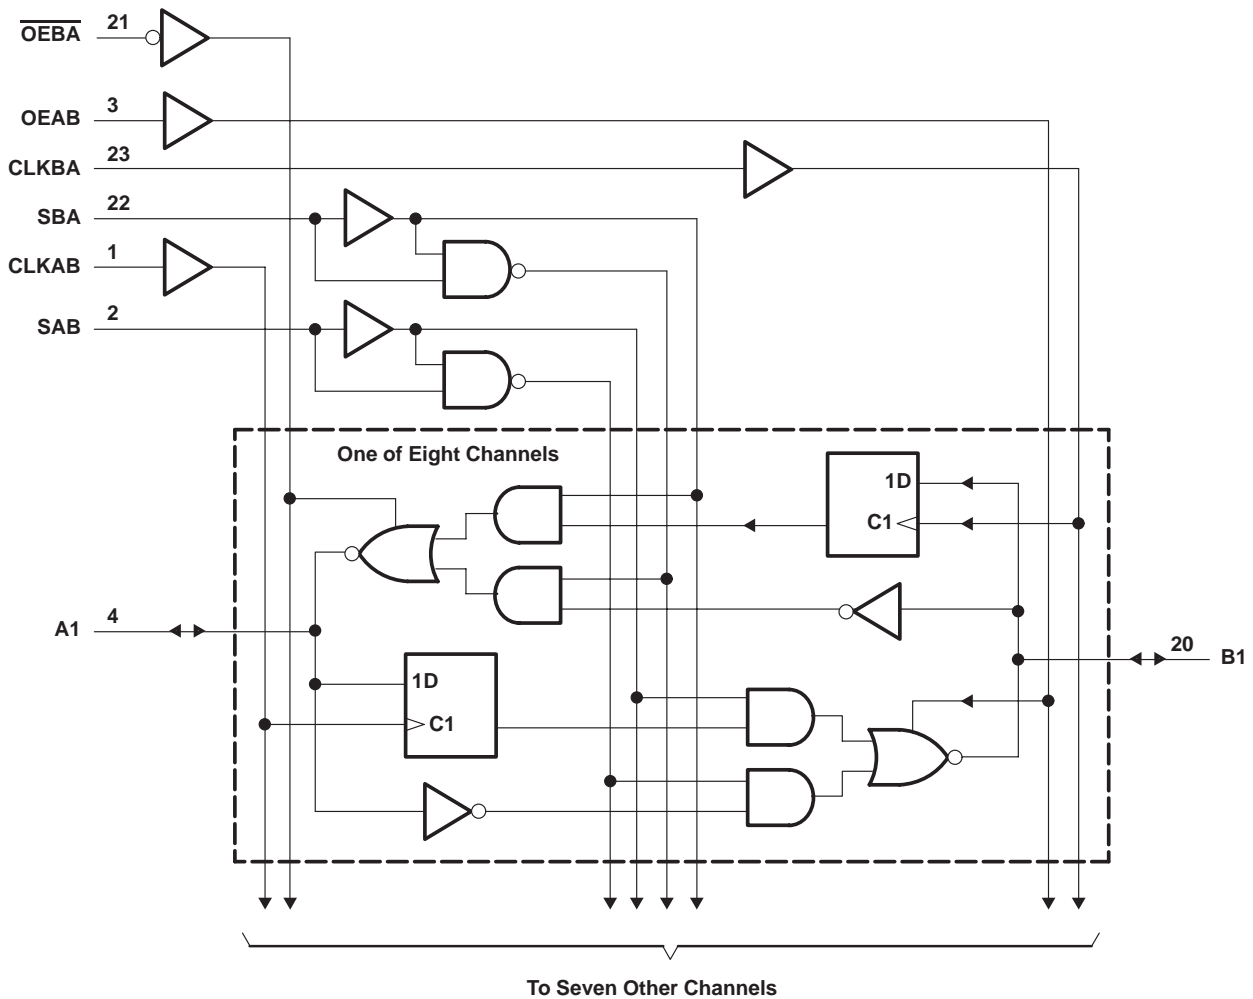 OEBA 21
OEAB 3
CLKBA 23
SBA 22
CLKAB 1
SAB 2
One of Eight Channels
1D
C1
A1 4
20 B1
1D
C1
To Seven Other Channels